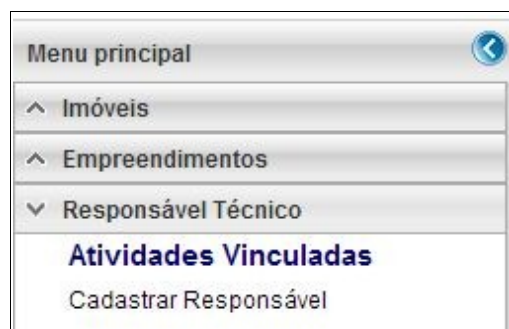 Menu principal
Imóveis
Empreendimentos
Responsável Técnico
Atividades Vinculadas
Cadastrar Responsável